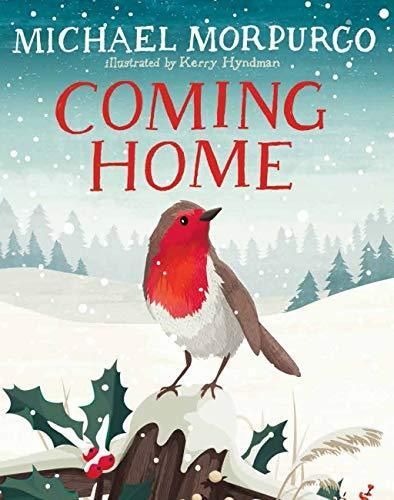 MICHAEL MORPURGO
illustrated by Kerry Hyndman
COMING
HOME